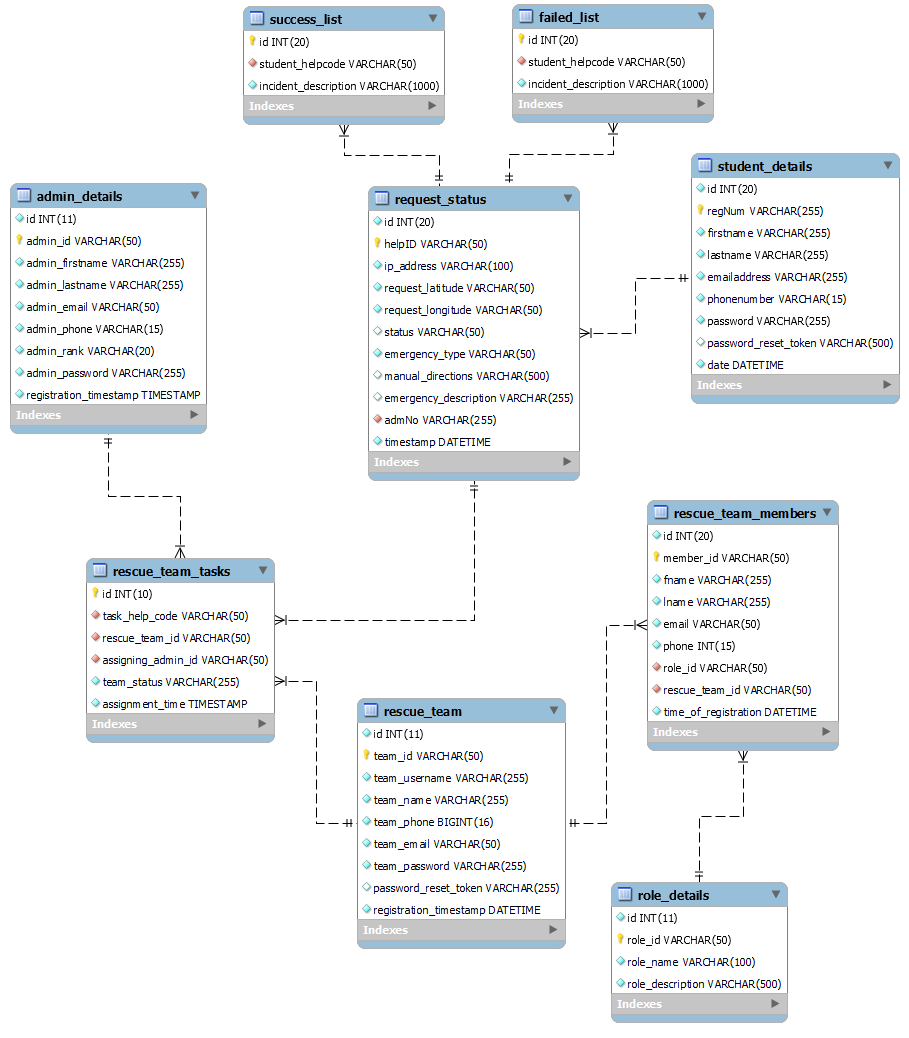 success_list
id INT(20)
student_helpcode VARCHAR(50)
incident_description VARCHAR(1000)
Indexes
failed_list
id INT(20)
student_helpcode VARCHAR(50)
incident_description VARCHAR(1000)
Indexes
admin_details
id INT(11)
admin_id VARCHAR(50)
admin_firstname VARCHAR(255)
admin_lastname VARCHAR(255)
admin_email VARCHAR(50)
admin_phone VARCHAR(15)
admin_rank VARCHAR(20)
admin_password VARCHAR(255)
registration_timestamp TIMESTAMP
Indexes
request_status
id INT(20)
helpID VARCHAR(50)
ip_address VARCHAR(100)
request_latitude VARCHAR(50)
request_longitude VARCHAR(50)
status VARCHAR(50)
emergency_type VARCHAR(50)
manual_directions VARCHAR(500)
emergency_description VARCHAR(255)
admNo VARCHAR(255)
timestamp DATETIME
Indexes
student_details
id INT(20)
regNum VARCHAR(255)
firstname VARCHAR(255)
lastname VARCHAR(255)
emailaddress VARCHAR(255)
phonenumber VARCHAR(15)
password VARCHAR(255)
password_reset_token VARCHAR(500)
date DATETIME
Indexes
rescue_team_tasks
id INT(10)
task_help_code VARCHAR(50)
rescue_team_id VARCHAR(50)
assigning_admin_id VARCHAR(50)
team_status VARCHAR(255)
assignment_time TIMESTAMP
Indexes
rescue_team
id INT(11)
team_id VARCHAR(50)
team_username VARCHAR(255)
team_name VARCHAR(255)
team_phone BIGINT(16)
team_email VARCHAR(50)
team_password VARCHAR(255)
password_reset_token VARCHAR(255)
registration_timestamp DATETIME
Indexes
rescue_team_members
id INT(20)
member_id VARCHAR(50)
fname VARCHAR(255)
lname VARCHAR(255)
email VARCHAR(50)
phone INT(15)
role_id VARCHAR(50)
rescue_team_id VARCHAR(50)
time_of_registration DATETIME
Indexes
role_details
id INT(11)
role_id VARCHAR(50)
role_name VARCHAR(100)
role_description VARCHAR(500)
Indexes